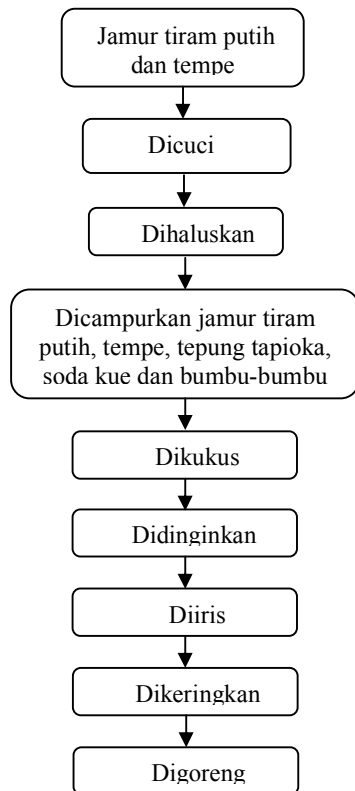 Jamur tiram putih
dan tempe
Dicuci
Dihaluskan
Dicampurkan jamur tiram
putih, tempe, tepung tapioka,
soda kue dan bumbu-bumbu
Dikukus
Didinginkan
Diiris
Dikeringkan
Digoreng